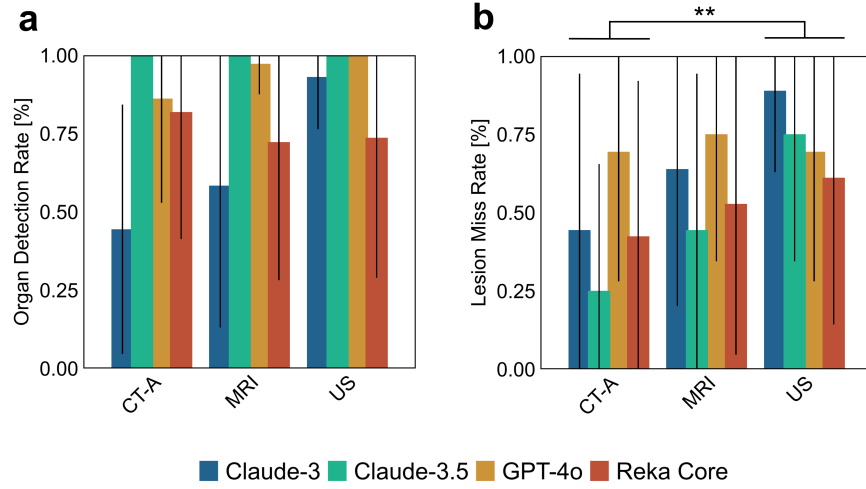 a
Organ Detection Rate [%]
1.00
0.75
0.50
0.25
0.00
CT-A
MRI
US
b
**
Lesion Miss Rate [%]
1.00
0.75
0.50
0.25
0.00
CT-A
MRI
US
Claude-3 Claude-3.5 GPT-4o Reka Core